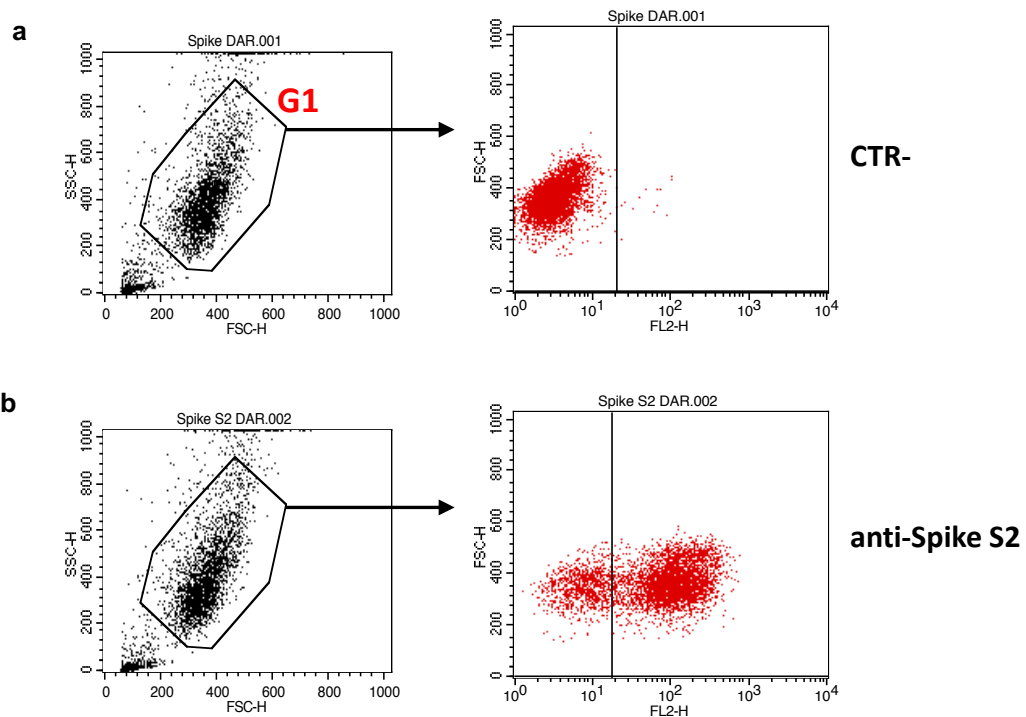 a
Spike DAR.001
1000
800
600
400
200
0
SSC-H
0 200 400 600 800 1000
FSC-H
G1
Spike DAR.001
1000
800
600
400
200
0
FSC-H
10^0 10^1 10^2 10^3 10^4
FL2-H
CTR-
b
Spike S2 DAR.002
1000
800
600
400
200
0
SSC-H
0 200 400 600 800 1000
FSC-H
Spike S2 DAR.002
1000
800
600
400
200
0
FSC-H
10^0 10^1 10^2 10^3 10^4
FL2-H
anti-Spike S2